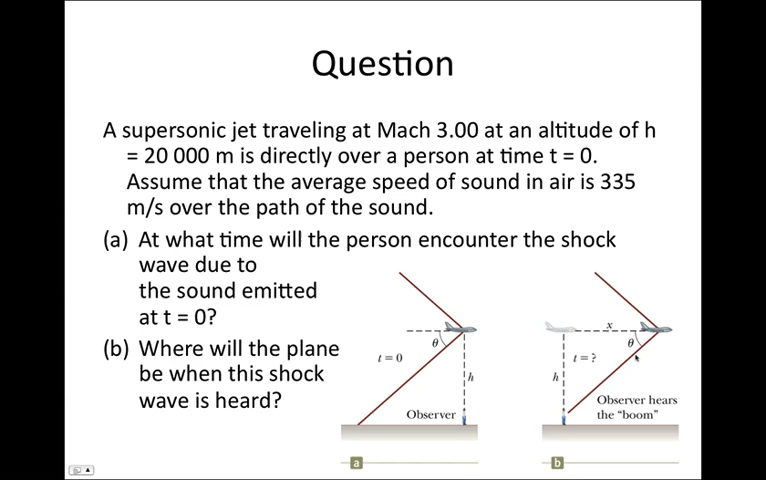 Question
A supersonic jet traveling at Mach 3.00 at an altitude of h
= 20 000 m is directly over a person at time t = 0.
Assume that the average speed of sound in air is 335
m/s over the path of the sound.
(a) At what time will the person encounter the shock
wave due to
the sound emitted
at t = 0?
(b) Where will the plane
be when this shock
wave is heard?
θ
t = 0
h
Observer
a
x
θ
t = ?
h
Observer hears
the “boom”
b